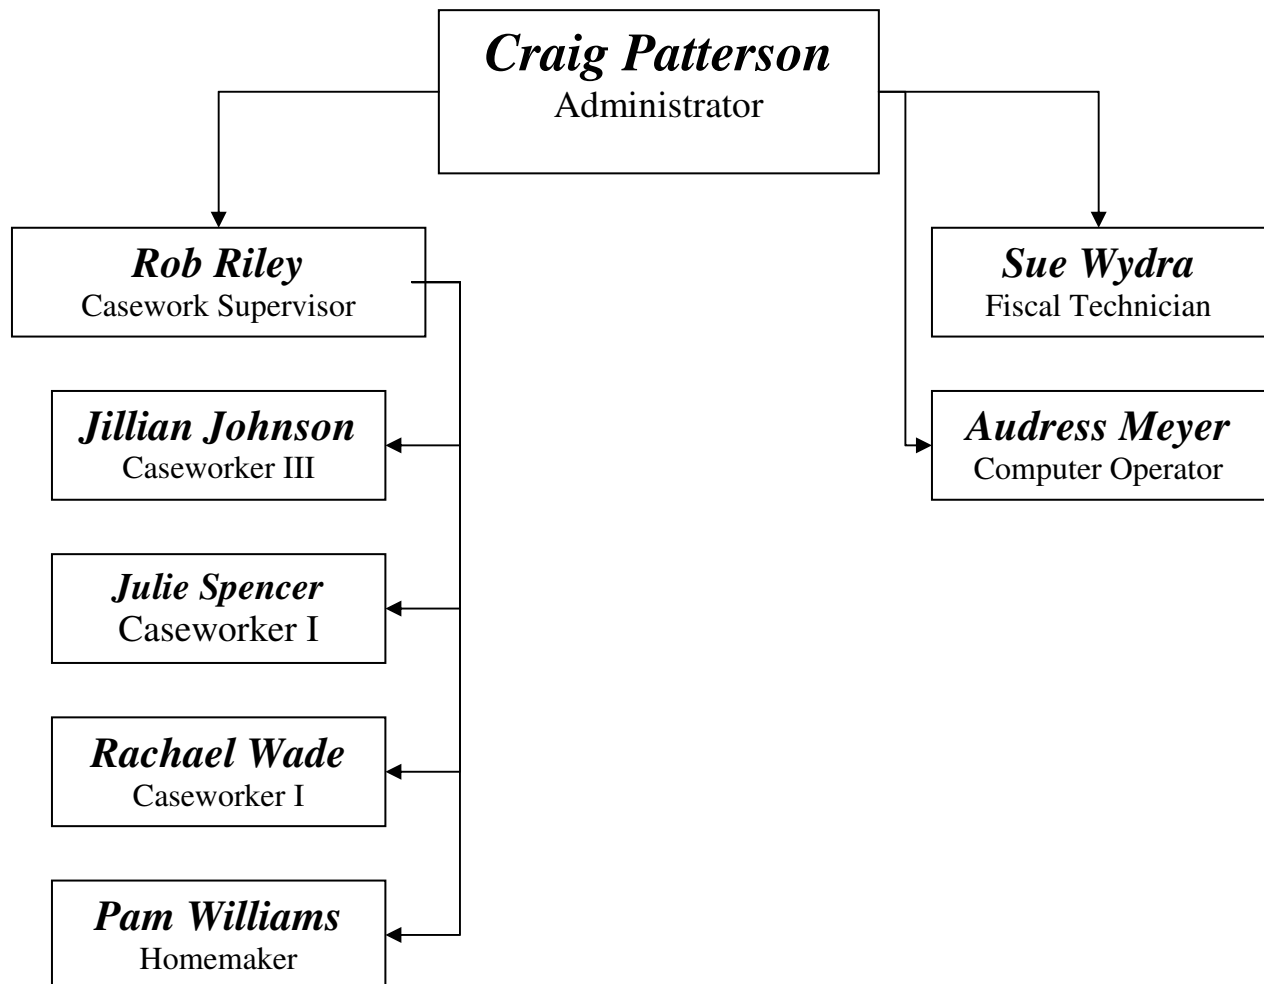 Craig Patterson
Administrator
Rob Riley
Casework Supervisor
Sue Wydra
Fiscal Technician
Jillian Johnson
Caseworker III
Audress Meyer
Computer Operator
Julie Spencer
Caseworker I
Rachael Wade
Caseworker I
Pam Williams
Homemaker